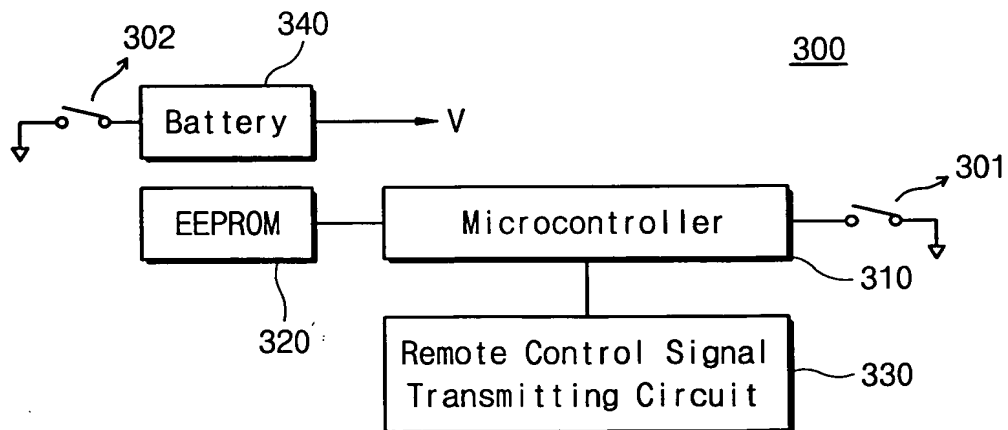 302
340
300
Battery
V
301
EEPROM
Microcontroller
310
320
Remote Control Signal
Transmitting Circuit
330